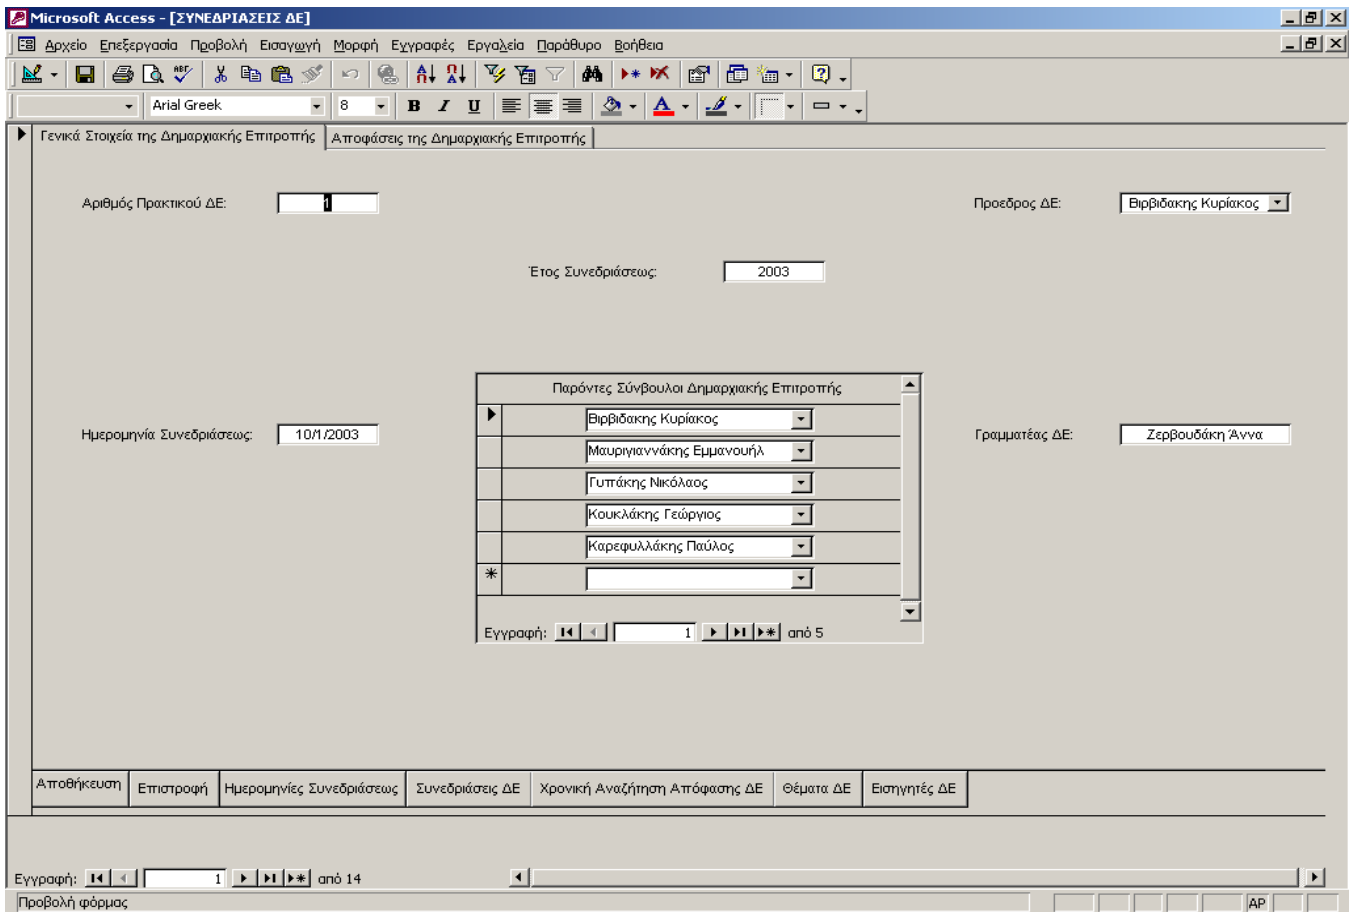 Microsoft Access - [ΣΥΝΕΔΡΙΑΣΕΙΣ ΔΕ]
Αρχείο Επεξεργασία Προβολή Εισαγωγή Μορφή Εγγραφές Εργαλεία Παράθυρο Βοήθεια
Arial Greek 8 B I U A
Γενικά Στοιχεία της Δημαρχιακής Επιτροπής Αποφάσεις της Δημαρχιακής Επιτροπής
Αριθμός Πρακτικού ΔΕ: 1 Προεδρος ΔΕ: Βιρβιδακης Κυρίακος
Έτος Συνεδριάσεως: 2003
Παρόντες Σύνβουλοι Δημαρχιακής Επιτροπής
Βιρβιδακης Κυρίακος
Ημερομηνία Συνεδριάσεως: 10/1/2003 Γραμματέας ΔΕ: Ζερβουδάκη Άννα
Μαυριγιαννάκης Εμμανουήλ
Γυπάκης Νικόλαος
Κουκλάκης Γεώργιος
Καρεφυλλάκης Παύλος
Εγγραφή: 1 από 5
Αποθήκευση Επιστροφή Ημερομηνίες Συνεδριάσεως Συνεδριάσεις ΔΕ Χρονική Αναζήτηση Απόφασης ΔΕ Θέματα ΔΕ Εισηγητές ΔΕ
Εγγραφή: 1 από 14
Προβολή φόρμας AP